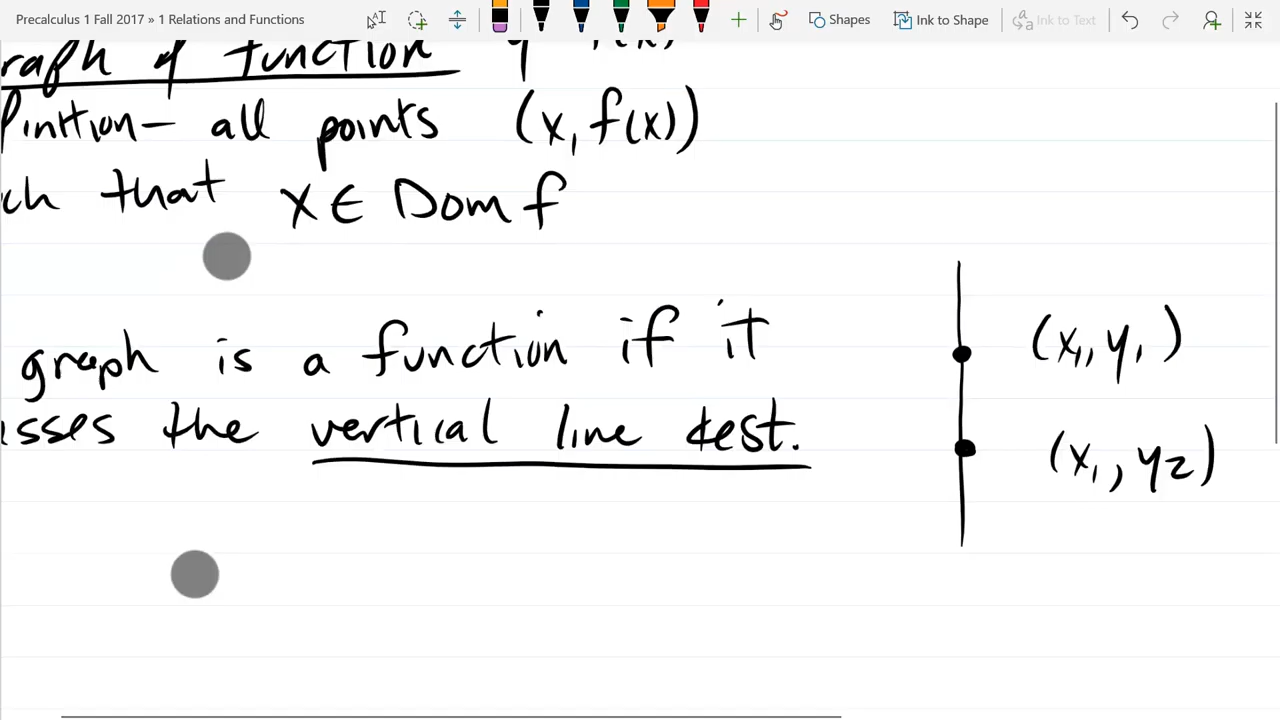 Precalculus 1 Fall 2017 » 1 Relations and Functions
Shapes
Ink to Shape
Ink to Text
raph of function
finition – all points (x, f(x))
ch that x ∈ Dom f
graph is a function if it
sses the vertical line test.
(x₁, y₁)
(x₁, y₂)